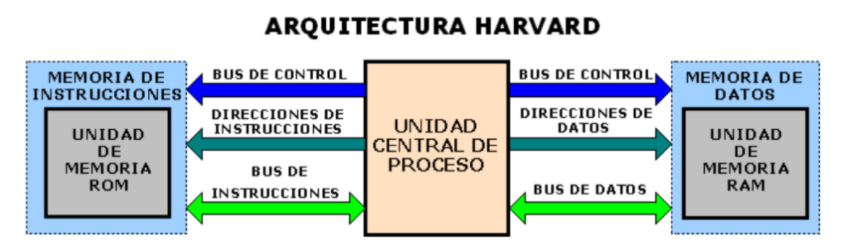 ARQUITECTURA HARVARD
MEMORIA DE
INSTRUCCIONES
UNIDAD
DE
MEMORIA
ROM
BUS DE CONTROL
DIRECCIONES DE
INSTRUCCIONES
BUS DE
INSTRUCCIONES
UNIDAD
CENTRAL DE
PROCESO
BUS DE CONTROL
DIRECCIONES DE
DATOS
BUS DE DATOS
MEMORIA DE
DATOS
UNIDAD
DE
MEMORIA
RAM